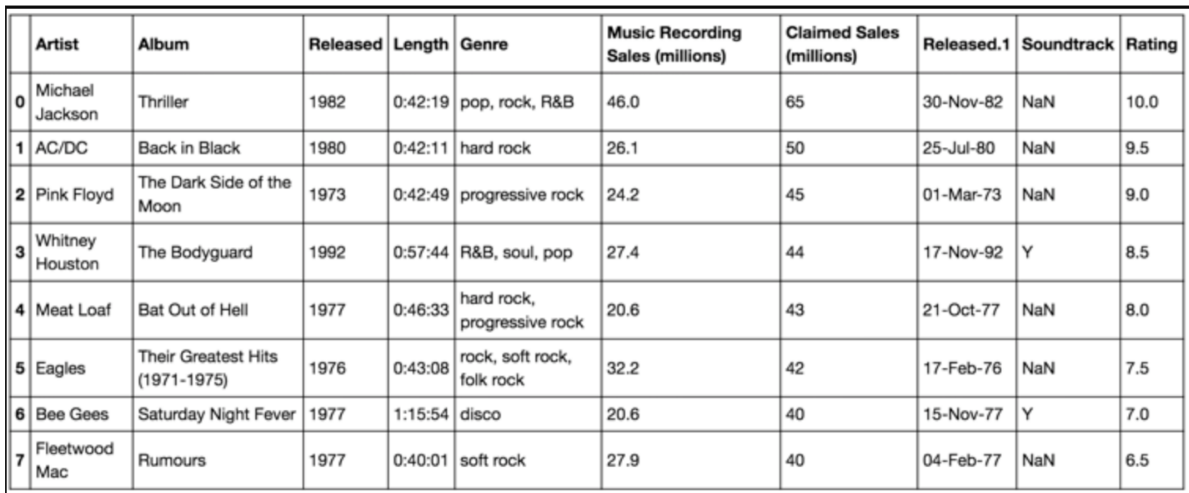 Artist Album Released Length Genre Music Recording Sales (millions) Claimed Sales (millions) Released.1 Soundtrack Rating
0 Michael Jackson Thriller 1982 0:42:19 pop, rock, R&B 46.0 65 30-Nov-82 NaN 10.0
1 AC/DC Back in Black 1980 0:42:11 hard rock 26.1 50 25-Jul-80 NaN 9.5
2 Pink Floyd The Dark Side of the Moon 1973 0:42:49 progressive rock 24.2 45 01-Mar-73 NaN 9.0
3 Whitney Houston The Bodyguard 1992 0:57:44 R&B, soul, pop 27.4 44 17-Nov-92 Y 8.5
4 Meat Loaf Bat Out of Hell 1977 0:46:33 hard rock, progressive rock 20.6 43 21-Oct-77 NaN 8.0
5 Eagles Their Greatest Hits (1971-1975) 1976 0:43:08 rock, soft rock, folk rock 32.2 42 17-Feb-76 NaN 7.5
6 Bee Gees Saturday Night Fever 1977 1:15:54 disco 20.6 40 15-Nov-77 Y 7.0
7 Fleetwood Mac Rumours 1977 0:40:01 soft rock 27.9 40 04-Feb-77 NaN 6.5